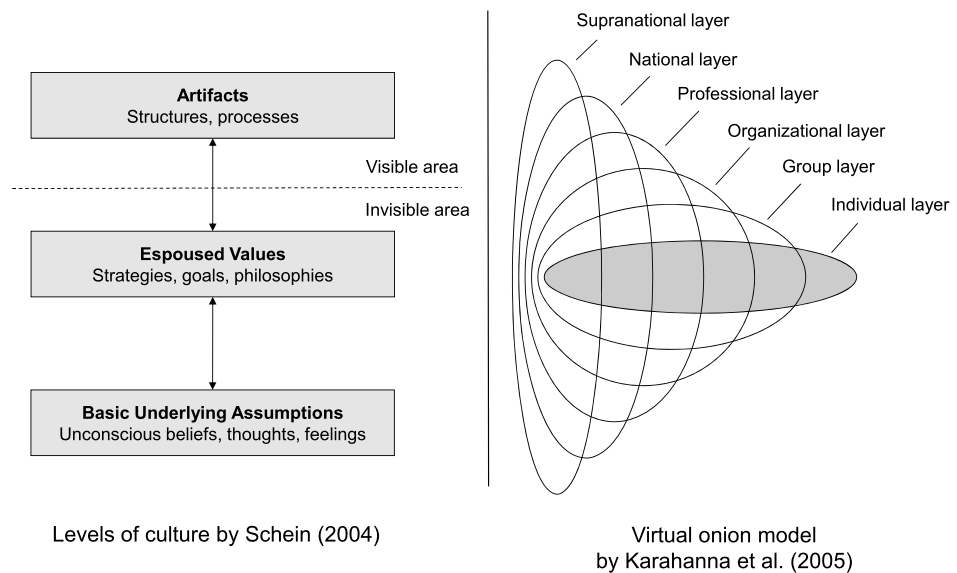 Artifacts
Structures, processes
Visible area
Invisible area
Espoused Values
Strategies, goals, philosophies
Basic Underlying Assumptions
Unconscious beliefs, thoughts, feelings
Levels of culture by Schein (2004)
Supranational layer
National layer
Professional layer
Organizational layer
Group layer
Individual layer
Virtual onion model
by Karahanna et al. (2005)